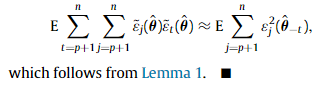 E ∑_{t=p+1}^{n} ∑_{j=p+1}^{n} ε̃_j(θ̂)ε̃_t(θ̂) ≈ E ∑_{j=p+1}^{n} ε_j^2(θ̂_{−t}),
which follows from Lemma 1. ■